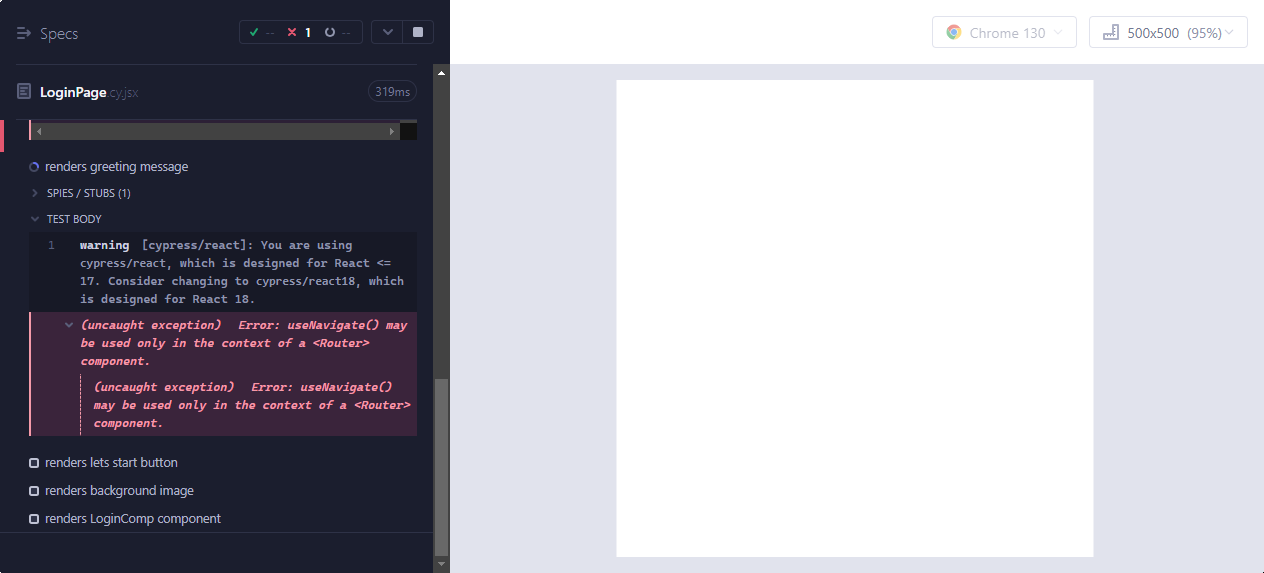 Specs
-- 1 --
Chrome 130
500x500 (95%)
LoginPage.cy.jsx
319ms
renders greeting message
SPIES / STUBS (1)
TEST BODY
1 warning [cypress/react]: You are using
cypress/react, which is designed for React <=
17. Consider changing to cypress/react18, which
is designed for React 18.
(uncaught exception) Error: useNavigate() may
be used only in the context of a <Router>
component.
(uncaught exception) Error: useNavigate()
may be used only in the context of a <Router>
component.
renders lets start button
renders background image
renders LoginComp component